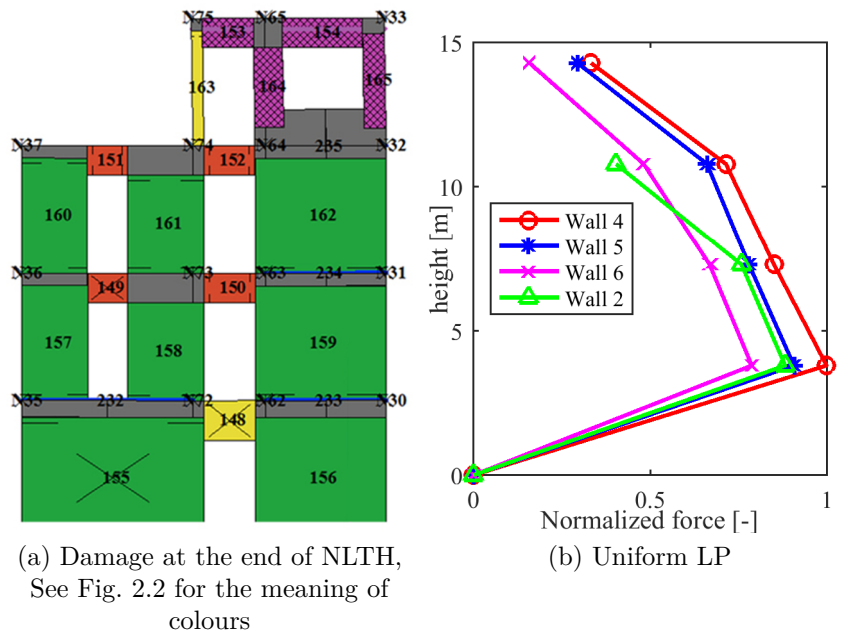 N75 N65 N33
153 154
163 164 165
N37 N74 N64 235 N32
151 152
160 161 162
N36 N73 N63 234 N31
149 150
157 158 159
N35 232 N72 N62 233 N30
148
155 156
(a) Damage at the end of NLTH,
See Fig. 2.2 for the meaning of
colours
15
10
5
0
height [m]
Wall 4
Wall 5
Wall 6
Wall 2
0 0.5 1
Normalized force [-]
(b) Uniform LP